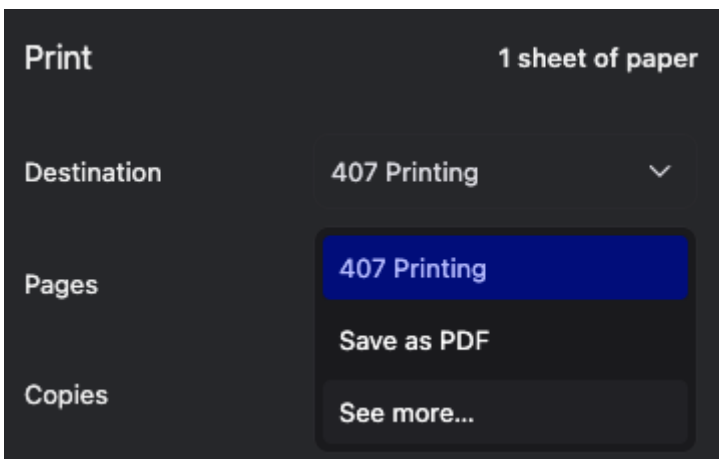 Print
1 sheet of paper
Destination
407 Printing
407 Printing
Pages
Save as PDF
Copies
See more...